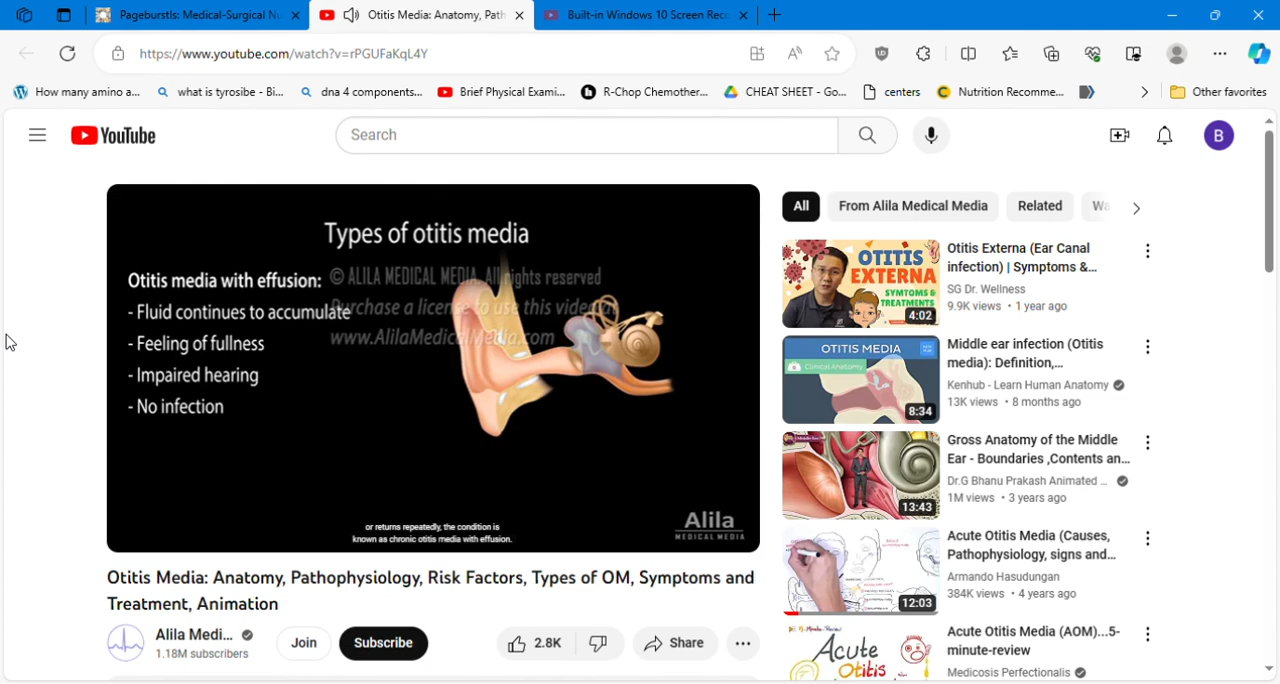 Pageburstls: Medical-Surgical Nu
Otitis Media: Anatomy, Path
Built-in Windows 10 Screen Reco
https://www.youtube.com/watch?v=rPGUFaKqL4Y
How many amino a...
what is tyrosibe - Bi...
dna 4 components...
Brief Physical Exami...
R-Chop Chemother...
CHEAT SHEET - Go...
centers
Nutrition Recomme...
Other favorites
YouTube
Search
B
Types of otitis media
Otitis media with effusion:
© ALILA MEDICAL MEDIA. All rights reserved
- Fluid continues to accumulate
Purchase a license to use this video at
- Feeling of fullness
www.AlilaMedicalMedia.com
- Impaired hearing
- No infection
or returns repeatedly, the condition is
known as chronic otitis media with effusion.
Alila
MEDICAL MEDIA
Otitis Media: Anatomy, Pathophysiology, Risk Factors, Types of OM, Symptoms and
Treatment, Animation
Alila Medi...
1.18M subscribers
Join
Subscribe
2.8K
Share
All
From Alila Medical Media
Related
Wa
OTITIS
EXTERNA
SYMTOMS &
TREATMENTS
4:02
Otitis Externa (Ear Canal
infection) | Symptoms &...
SG Dr. Wellness
9.9K views • 1 year ago
OTITIS MEDIA
Clinical Anatomy
8:34
Middle ear infection (Otitis
media): Definition,...
Kenhub - Learn Human Anatomy
13K views • 8 months ago
13:43
Gross Anatomy of the Middle
Ear - Boundaries ,Contents an...
Dr.G Bhanu Prakash Animated ...
1M views • 3 years ago
12:03
Acute Otitis Media (Causes,
Pathophysiology, signs and...
Armando Hasudungan
384K views • 4 years ago
Acute
Otitis
Acute Otitis Media (AOM)...5-
minute-review
Medicosis Perfectionalis